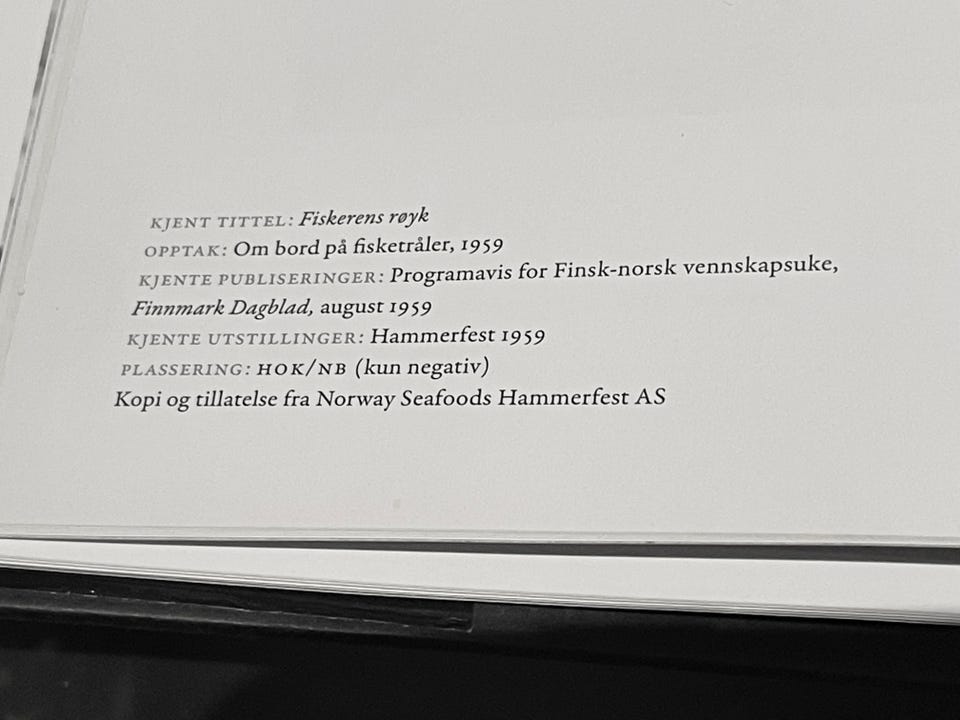 KJENT TITTEL: Fiskerens røyk
OPPTAK: Om bord på fisketråler, 1959
KJENTE PUBLISERINGER: Programavis for Finsk-norsk vennskapsuke,
Finnmark Dagblad, august 1959
KJENTE UTSTILLINGER: Hammerfest 1959
PLASSERING: HOK/NB (kun negativ)
Kopi og tillatelse fra Norway Seafoods Hammerfest AS